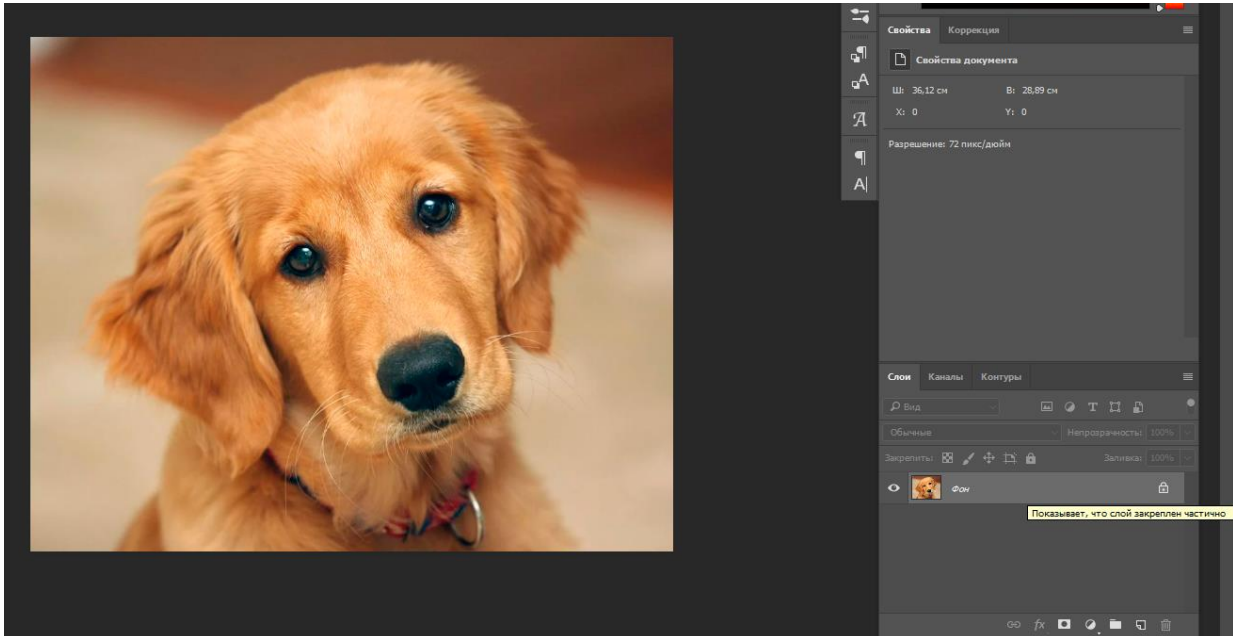 Свойства Коррекция
Свойства документа
Ш: 36,12 см В: 28,89 см
X: 0 Y: 0
Разрешение: 72 пикс/дюйм
Слои Каналы Контуры
Вид
Обычные Непрозрачность: 100%
Закрепить: Заливка: 100%
Фон
Показывает, что слой закреплен частично
fx